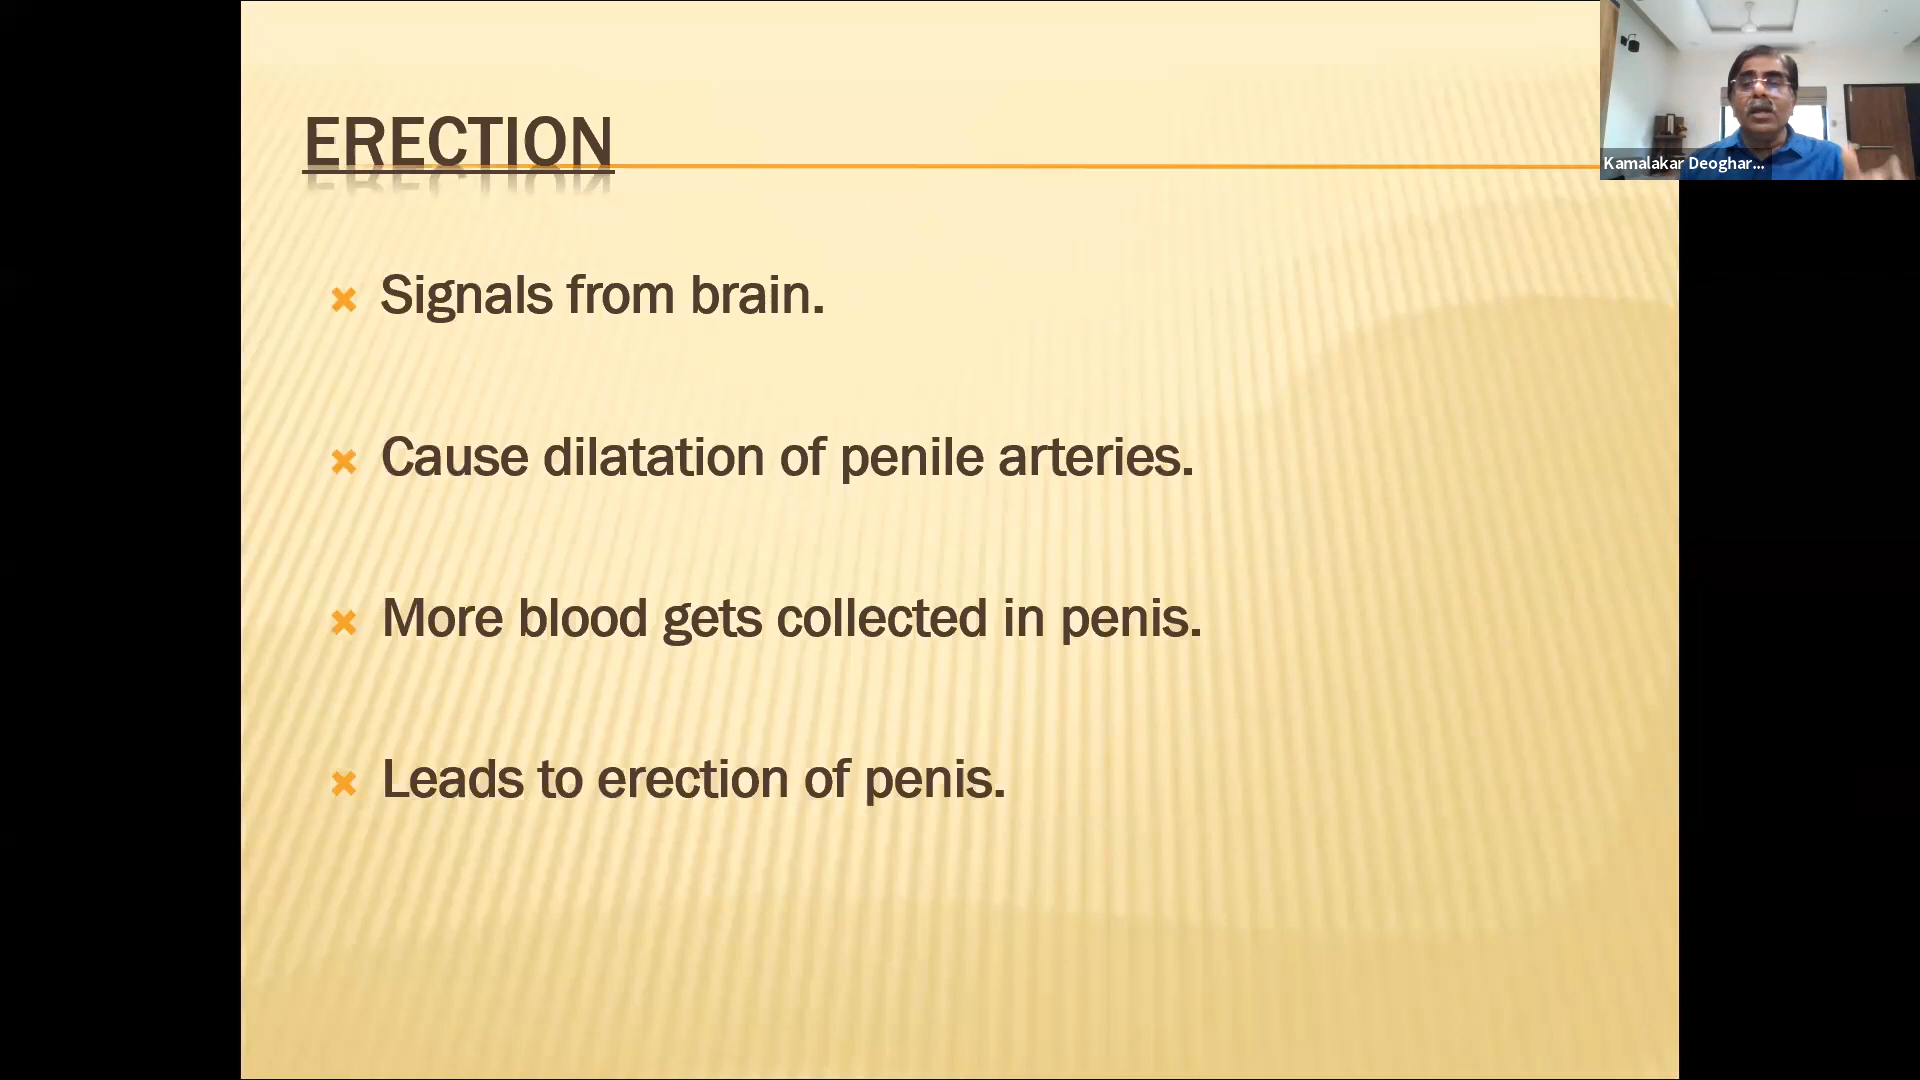 ERECTION
Signals from brain.
Cause dilatation of penile arteries.
More blood gets collected in penis.
Leads to erection of penis.
Kamalakar Deoghar...